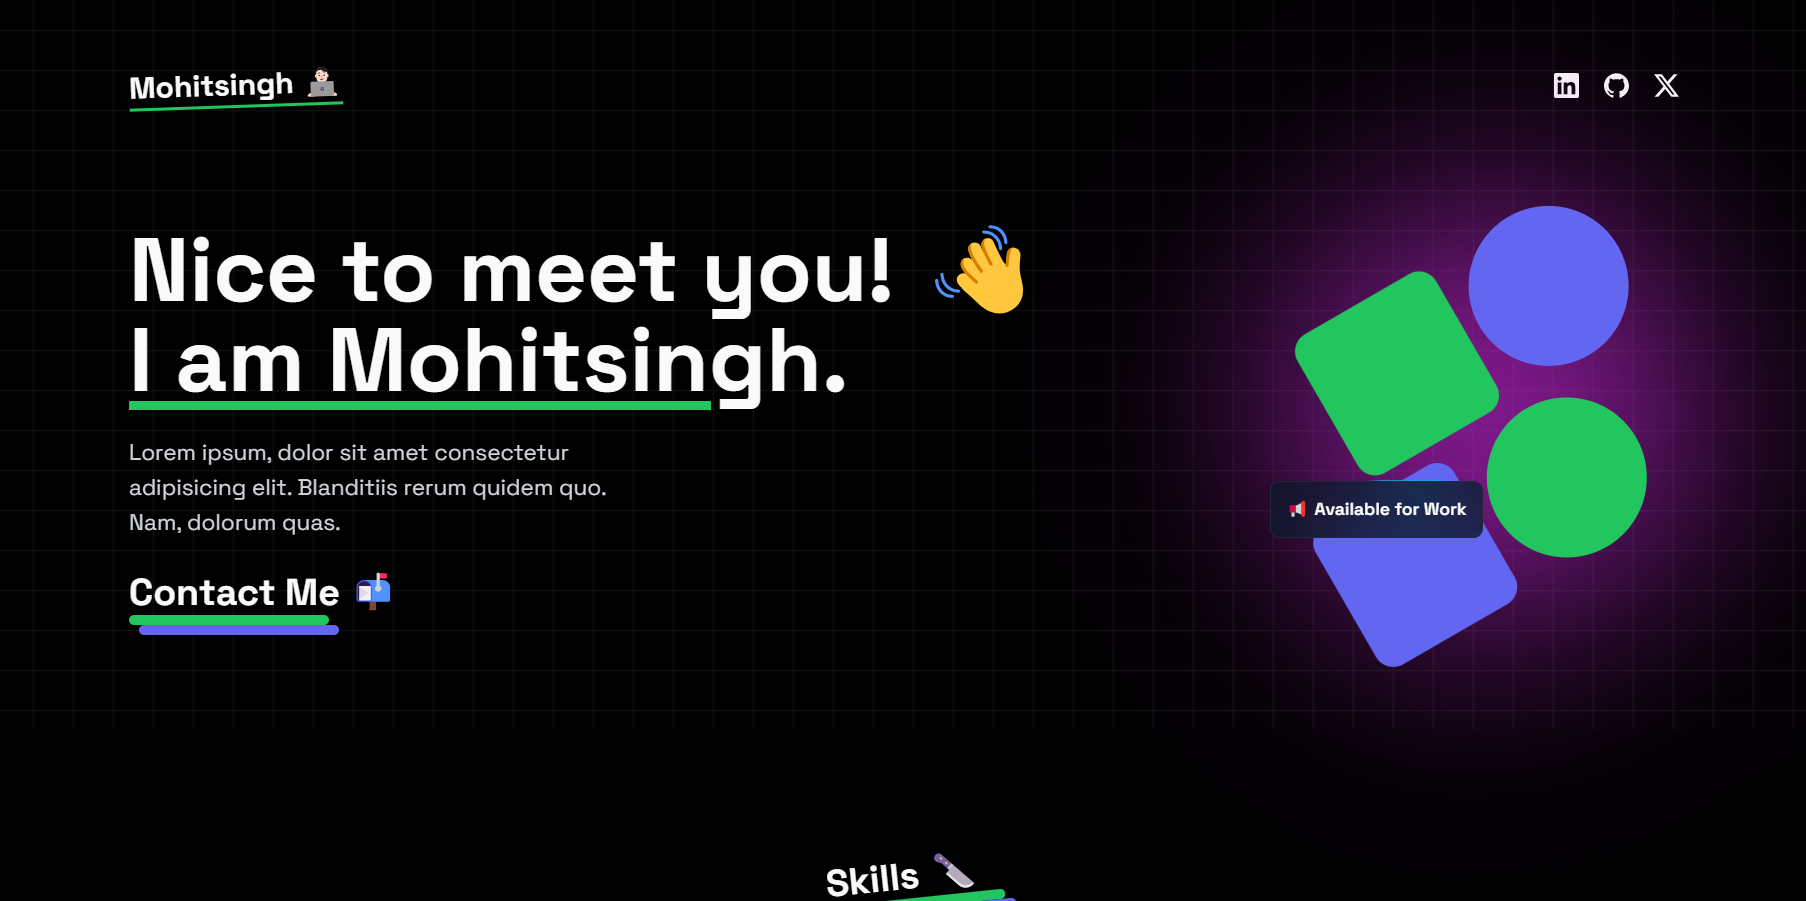 Mohitsingh
Nice to meet you!
I am Mohitsingh.
Lorem ipsum, dolor sit amet consectetur
adipisicing elit. Blanditiis rerum quidem quo.
Nam, dolorum quas.
Available for Work
Contact Me
Skills